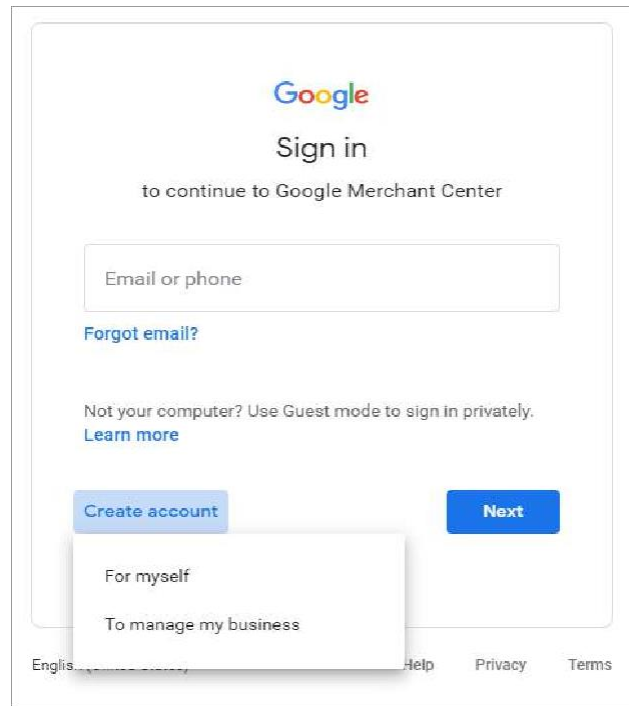 Google
Sign in
to continue to Google Merchant Center
Email or phone
Forgot email?
Not your computer? Use Guest mode to sign in privately.
Learn more
Create account
Next
For myself
To manage my business
Help Privacy Terms